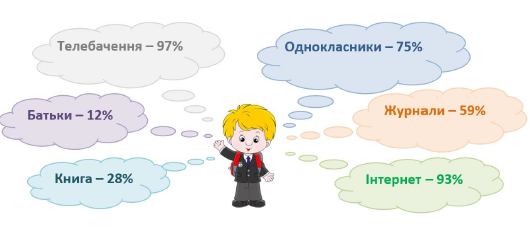 Телебачення – 97%
Однокласники – 75%
Батьки – 12%
Журнали – 59%
Книга – 28%
Інтернет – 93%